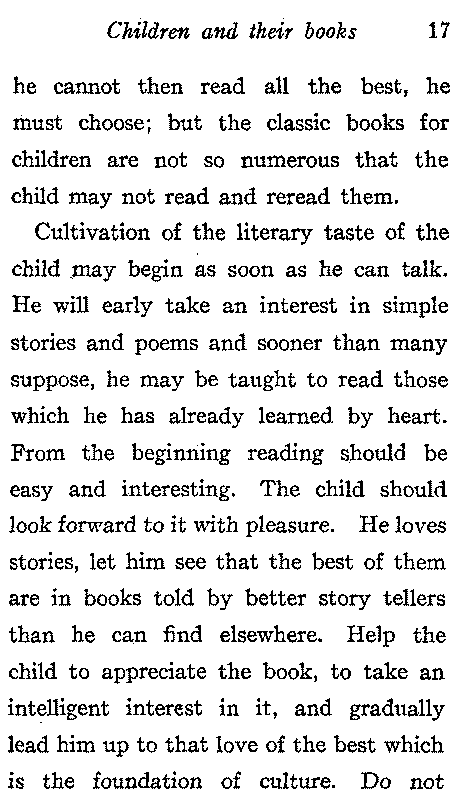 Children and their books 17
he cannot then read all the best, he
must choose; but the classic books for
children are not so numerous that the
child may not read and reread them.
Cultivation of the literary taste of the
child may begin as soon as he can talk.
He will early take an interest in simple
stories and poems and sooner than many
suppose, he may be taught to read those
which he has already learned by heart.
From the beginning reading should be
easy and interesting. The child should
look forward to it with pleasure. He loves
stories, let him see that the best of them
are in books told by better story tellers
than he can find elsewhere. Help the
child to appreciate the book, to take an
intelligent interest in it, and gradually
lead him up to that love of the best which
is the foundation of culture. Do not